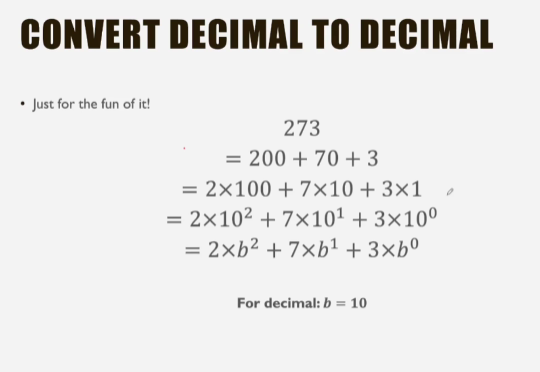 CONVERT DECIMAL TO DECIMAL
• Just for the fun of it!
273
= 200 + 70 + 3
= 2×100 + 7×10 + 3×1
= 2×10² + 7×10¹ + 3×10⁰
= 2×b² + 7×b¹ + 3×b⁰
For decimal: b = 10